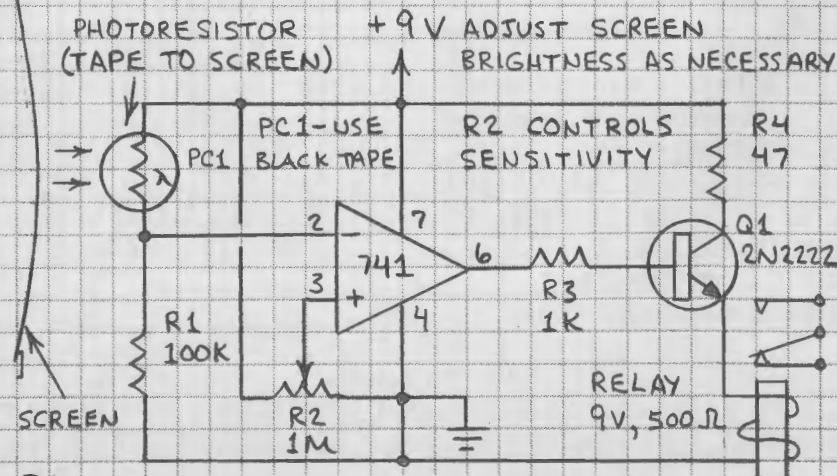 PHOTORESISTOR
(TAPE TO SCREEN)
+9V ADJUST SCREEN
BRIGHTNESS AS NECESSARY
PC1
PC1-USE
BLACK TAPE
R2 CONTROLS
SENSITIVITY
R4
47
2
7
741
3
+
-
6
4
R3
1K
Q1
2N2222
R1
100K
R2
1M
SCREEN
RELAY
9V, 500Ω
λ